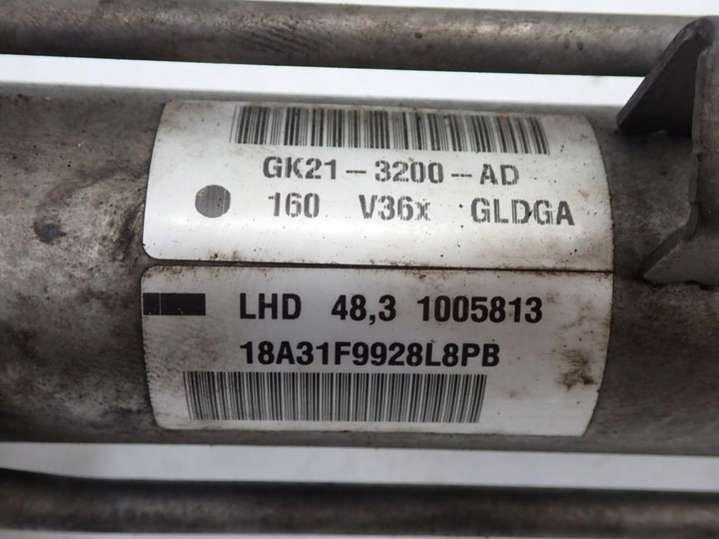 GK21-3200-AD
160 V36x GLDGA
LHD 48,3 1005813
18A31F9928L8PB